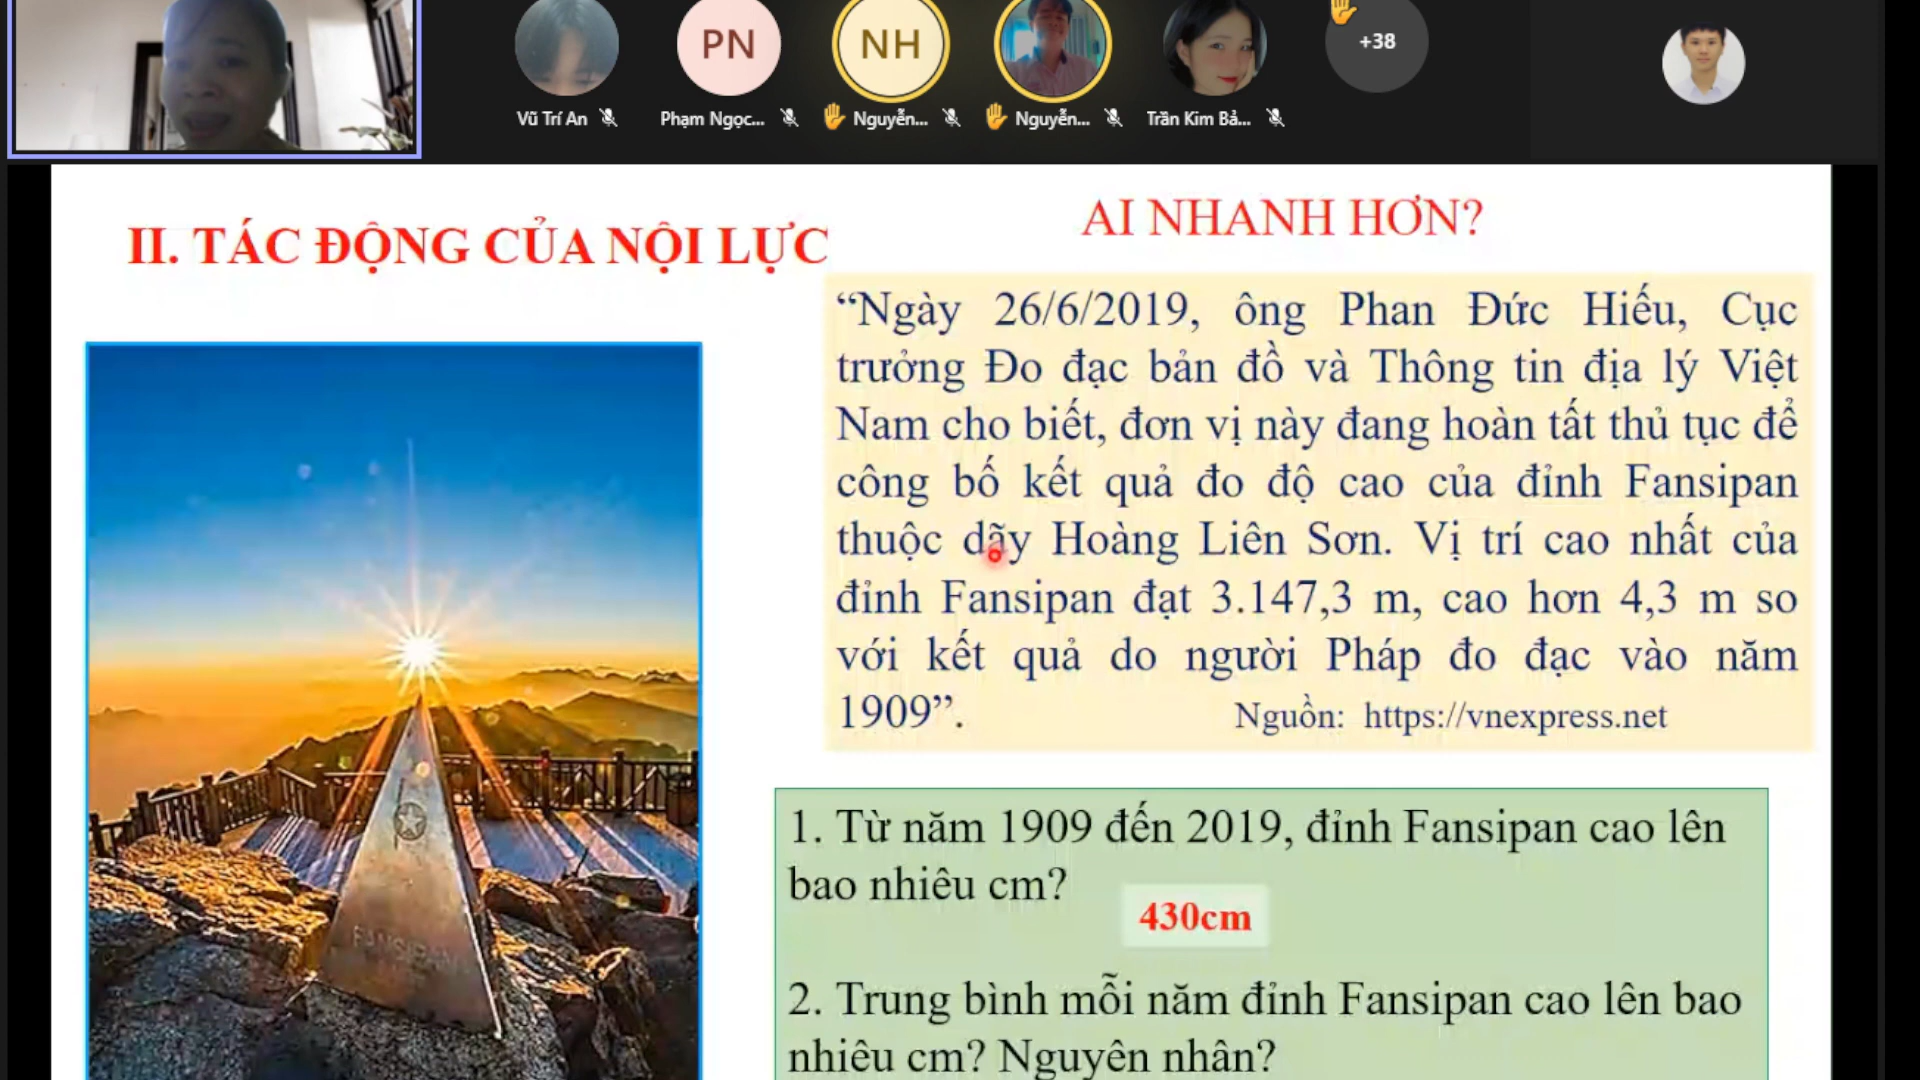 PN
NH
+38
Vũ Trí An
Phạm Ngọc...
Nguyễn...
Nguyễn...
Trần Kim Bả...
II. TÁC ĐỘNG CỦA NỘI LỰC
AI NHANH HƠN?
“Ngày 26/6/2019, ông Phan Đức Hiếu, Cục
trưởng Đo đạc bản đồ và Thông tin địa lý Việt
Nam cho biết, đơn vị này đang hoàn tất thủ tục để
công bố kết quả đo độ cao của đỉnh Fansipan
thuộc dãy Hoàng Liên Sơn. Vị trí cao nhất của
đỉnh Fansipan đạt 3.147,3 m, cao hơn 4,3 m so
với kết quả do người Pháp đo đạc vào năm
1909”.
Nguồn: https://vnexpress.net
FANSIPAN
1. Từ năm 1909 đến 2019, đỉnh Fansipan cao lên
bao nhiêu cm?
430cm
2. Trung bình mỗi năm đỉnh Fansipan cao lên bao
nhiêu cm? Nguyên nhân?